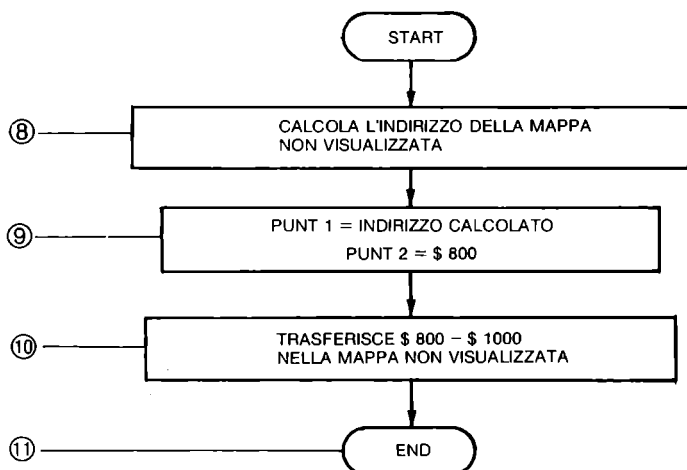 START
⑧ CALCOLA L'INDIRIZZO DELLA MAPPA
NON VISUALIZZATA
⑨ PUNT 1 = INDIRIZZO CALCOLATO
PUNT 2 = $ 800
⑩ TRASFERISCE $ 800 – $ 1000
NELLA MAPPA NON VISUALIZZATA
⑪ END